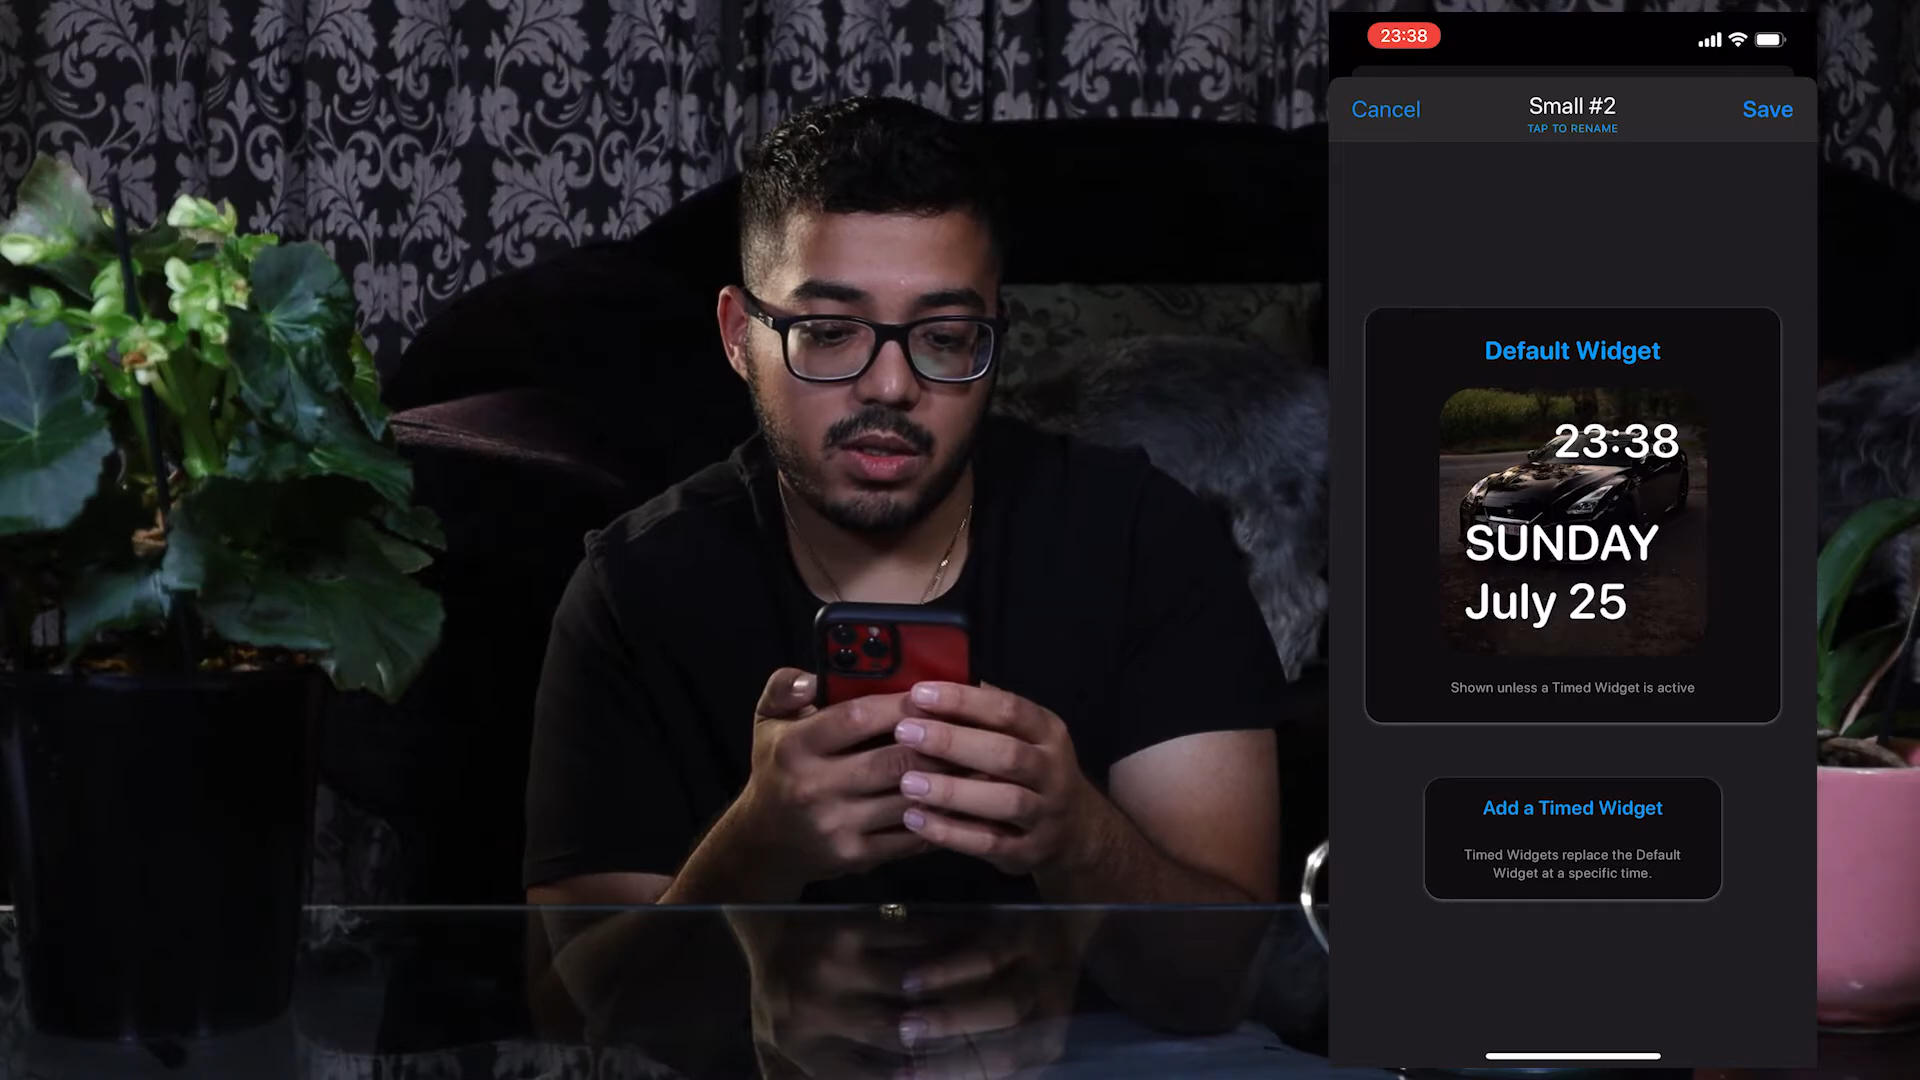 23:38
Cancel
Small #2
Save
TAP TO RENAME
Default Widget
23:38
SUNDAY
July 25
Shown unless a Timed Widget is active
Add a Timed Widget
Timed Widgets replace the Default
Widget at a specific time.